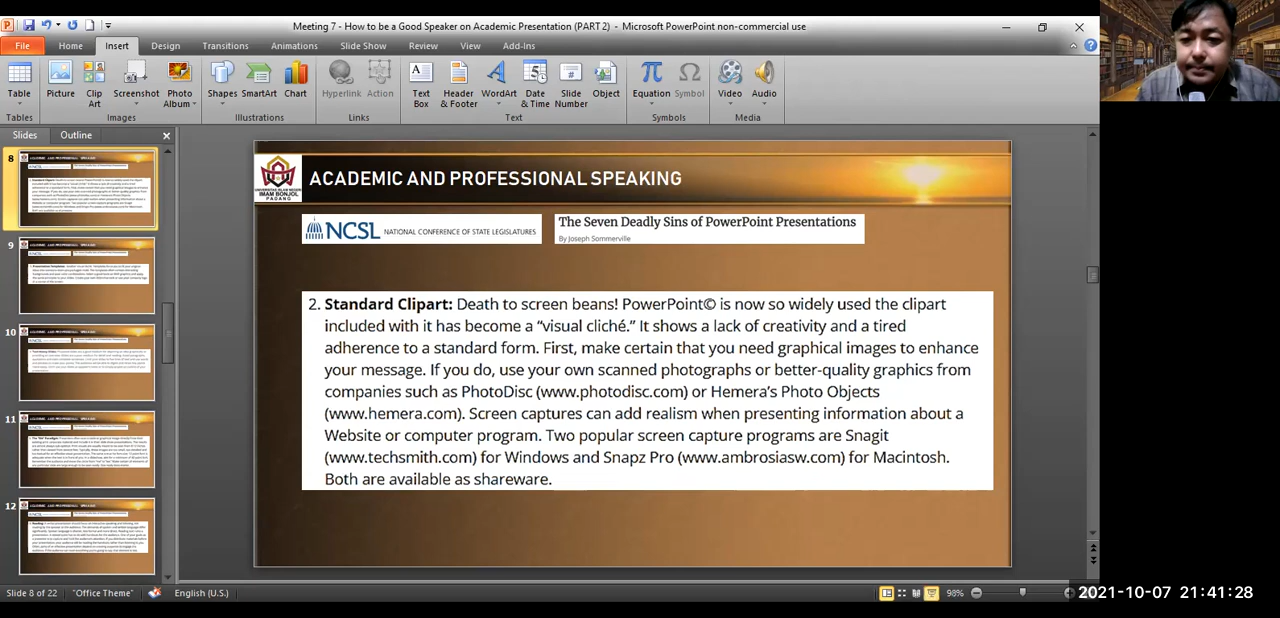 Meeting 7 - How to be a Good Speaker on Academic Presentation (PART 2) - Microsoft PowerPoint non-commercial use
File Home Insert Design Transitions Animations Slide Show Review View Add-Ins
Table Picture Clip Art Screenshot Photo Album Shapes SmartArt Chart Hyperlink Action Text Box Header & Footer WordArt Date & Time Slide Number Object Equation Symbol Video Audio
Tables Images Illustrations Links Text Symbols Media
Slides Outline
8
9
10
11
12
UNIVERSITAS ISLAM NEGERI
IMAM BONJOL
PADANG
ACADEMIC AND PROFESSIONAL SPEAKING
NCSL NATIONAL CONFERENCE OF STATE LEGISLATURES
The Seven Deadly Sins of PowerPoint Presentations
By Joseph Sommerville
2. Standard Clipart: Death to screen beans! PowerPoint© is now so widely used the clipart
included with it has become a “visual cliché.” It shows a lack of creativity and a tired
adherence to a standard form. First, make certain that you need graphic images to enhance
your message. If you do, use your own scanned photographs or better-quality graphics from
companies such as PhotoDisc (www.photodisc.com) or Hemera's Photo Objects
(www.hemera.com). Screen captures can add realism when presenting information about a
Website or computer program. Two popular screen capture programs are Snagit
(www.techsmith.com) for Windows and Snapz Pro (www.ambrosiasw.com) for Macintosh.
Both are available as shareware.
Slide 8 of 22 "Office Theme" English (U.S.) 98%
2021-10-07 21:41:28